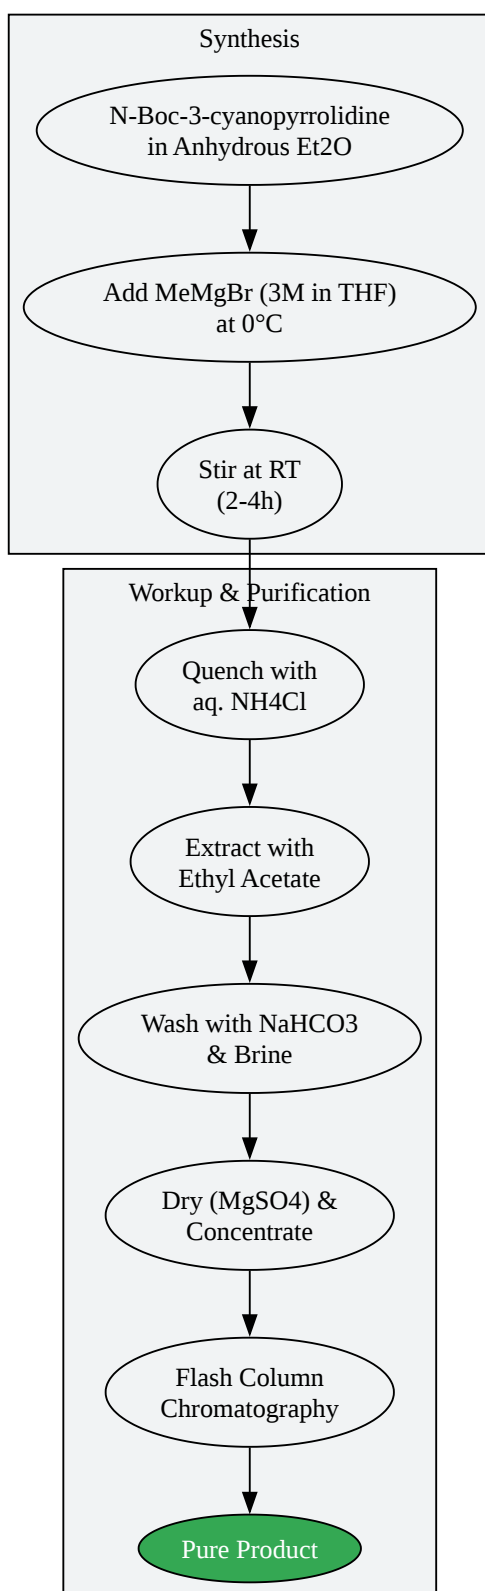 Synthesis
N-Boc-3-cyanopyrrolidine
in Anhydrous Et2O
Add MeMgBr (3M in THF)
at 0°C
Stir at RT
(2-4h)
Workup & Purification
Quench with
aq. NH4Cl
Extract with
Ethyl Acetate
Wash with NaHCO3
& Brine
Dry (MgSO4) &
Concentrate
Flash Column
Chromatography
Pure Product